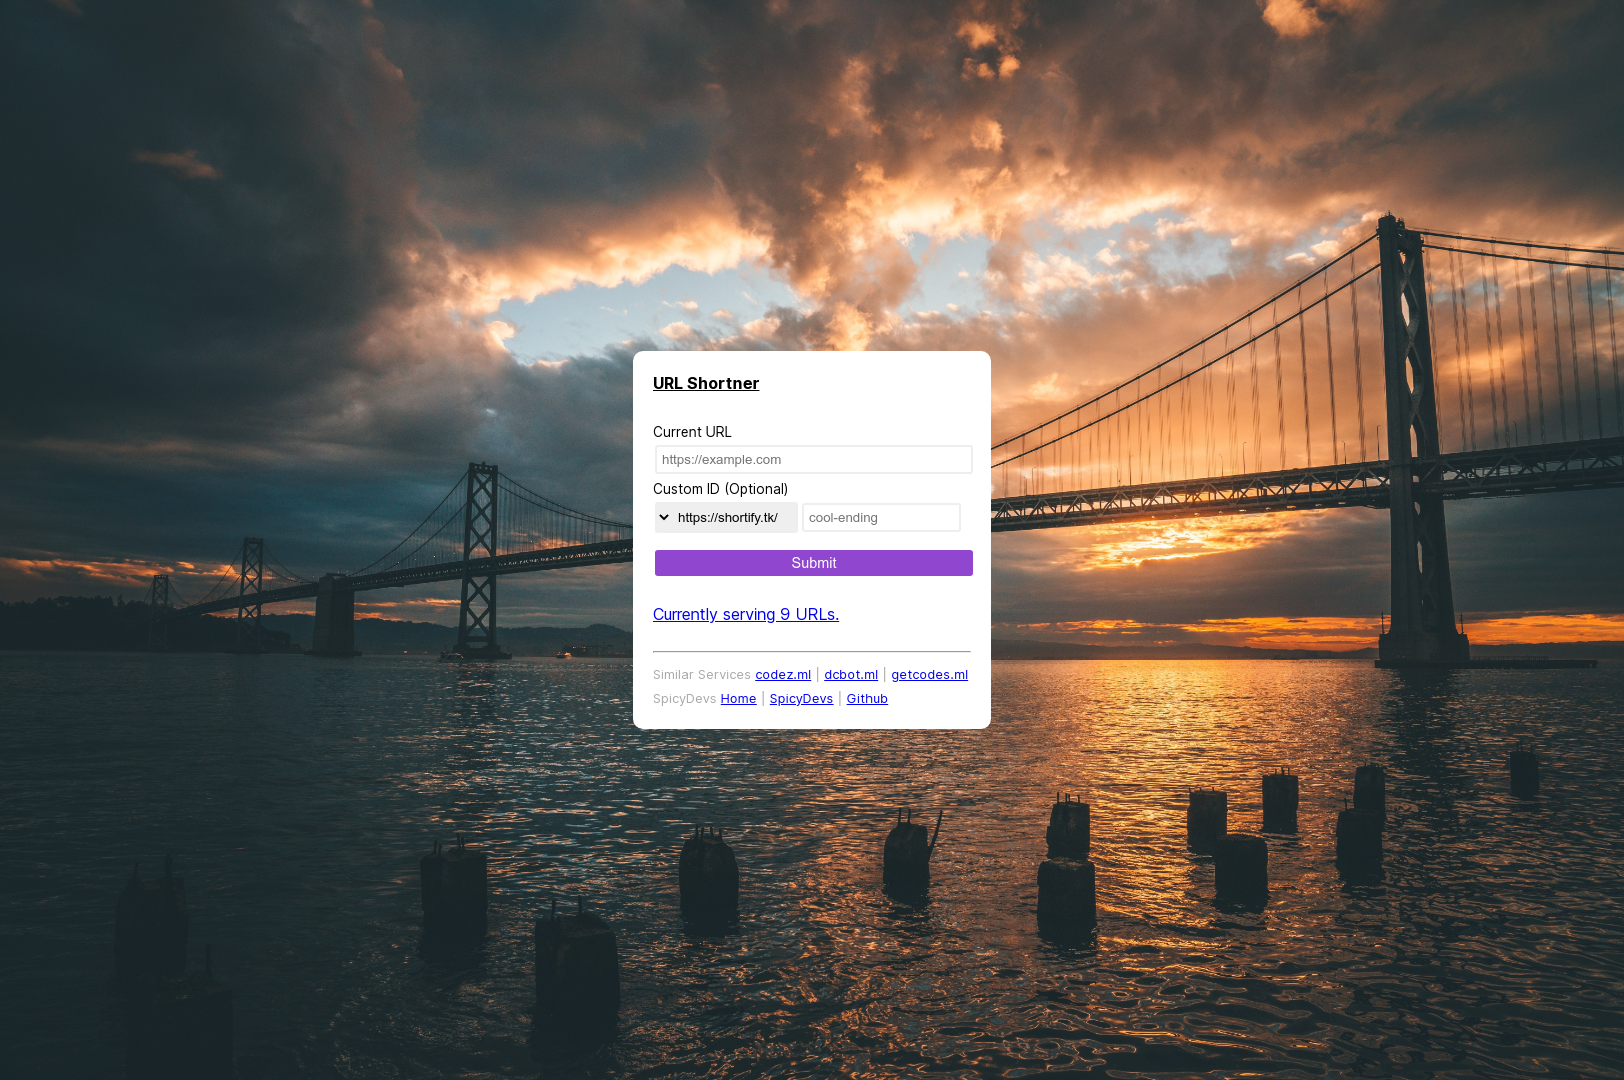 URL Shortner
Current URL
https://example.com
Custom ID (Optional)
https://shortify.tk/ cool-ending
Submit
Currently serving 9 URLs.
Similar Services codez.ml | dcbot.ml | getcodes.ml
SpicyDevs Home | SpicyDevs | Github